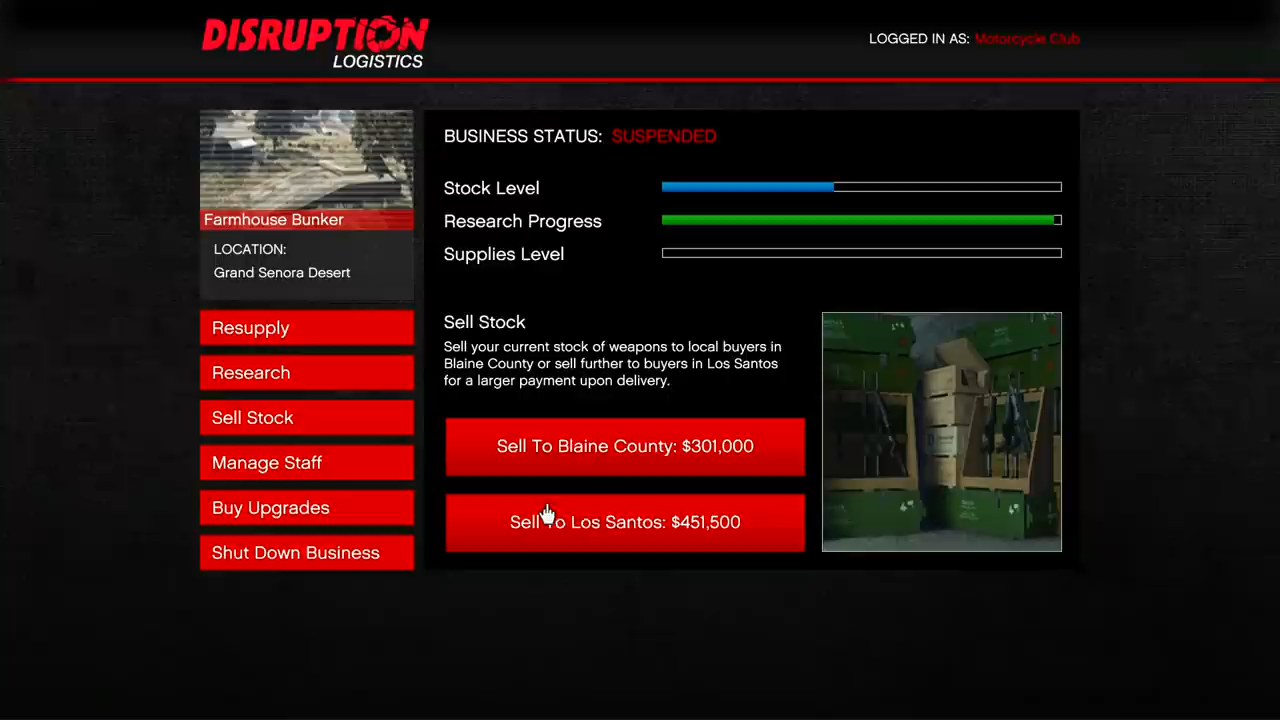 DISRUPTION
LOGISTICS
LOGGED IN AS: Motorcycle Club
Farmhouse Bunker
LOCATION:
Grand Senora Desert
Resupply
Research
Sell Stock
Manage Staff
Buy Upgrades
Shut Down Business
BUSINESS STATUS: SUSPENDED
Stock Level
Research Progress
Supplies Level
Sell Stock
Sell your current stock of weapons to local buyers in
Blaine County or sell further to buyers in Los Santos
for a larger payment upon delivery.
Sell To Blaine County: $301,000
Sell To Los Santos: $451,500